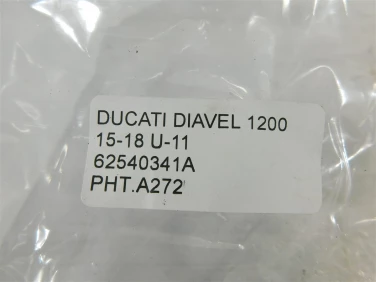 DUCATI DIAVEL 1200
15-18 U-11
62540341A
PHT.A272